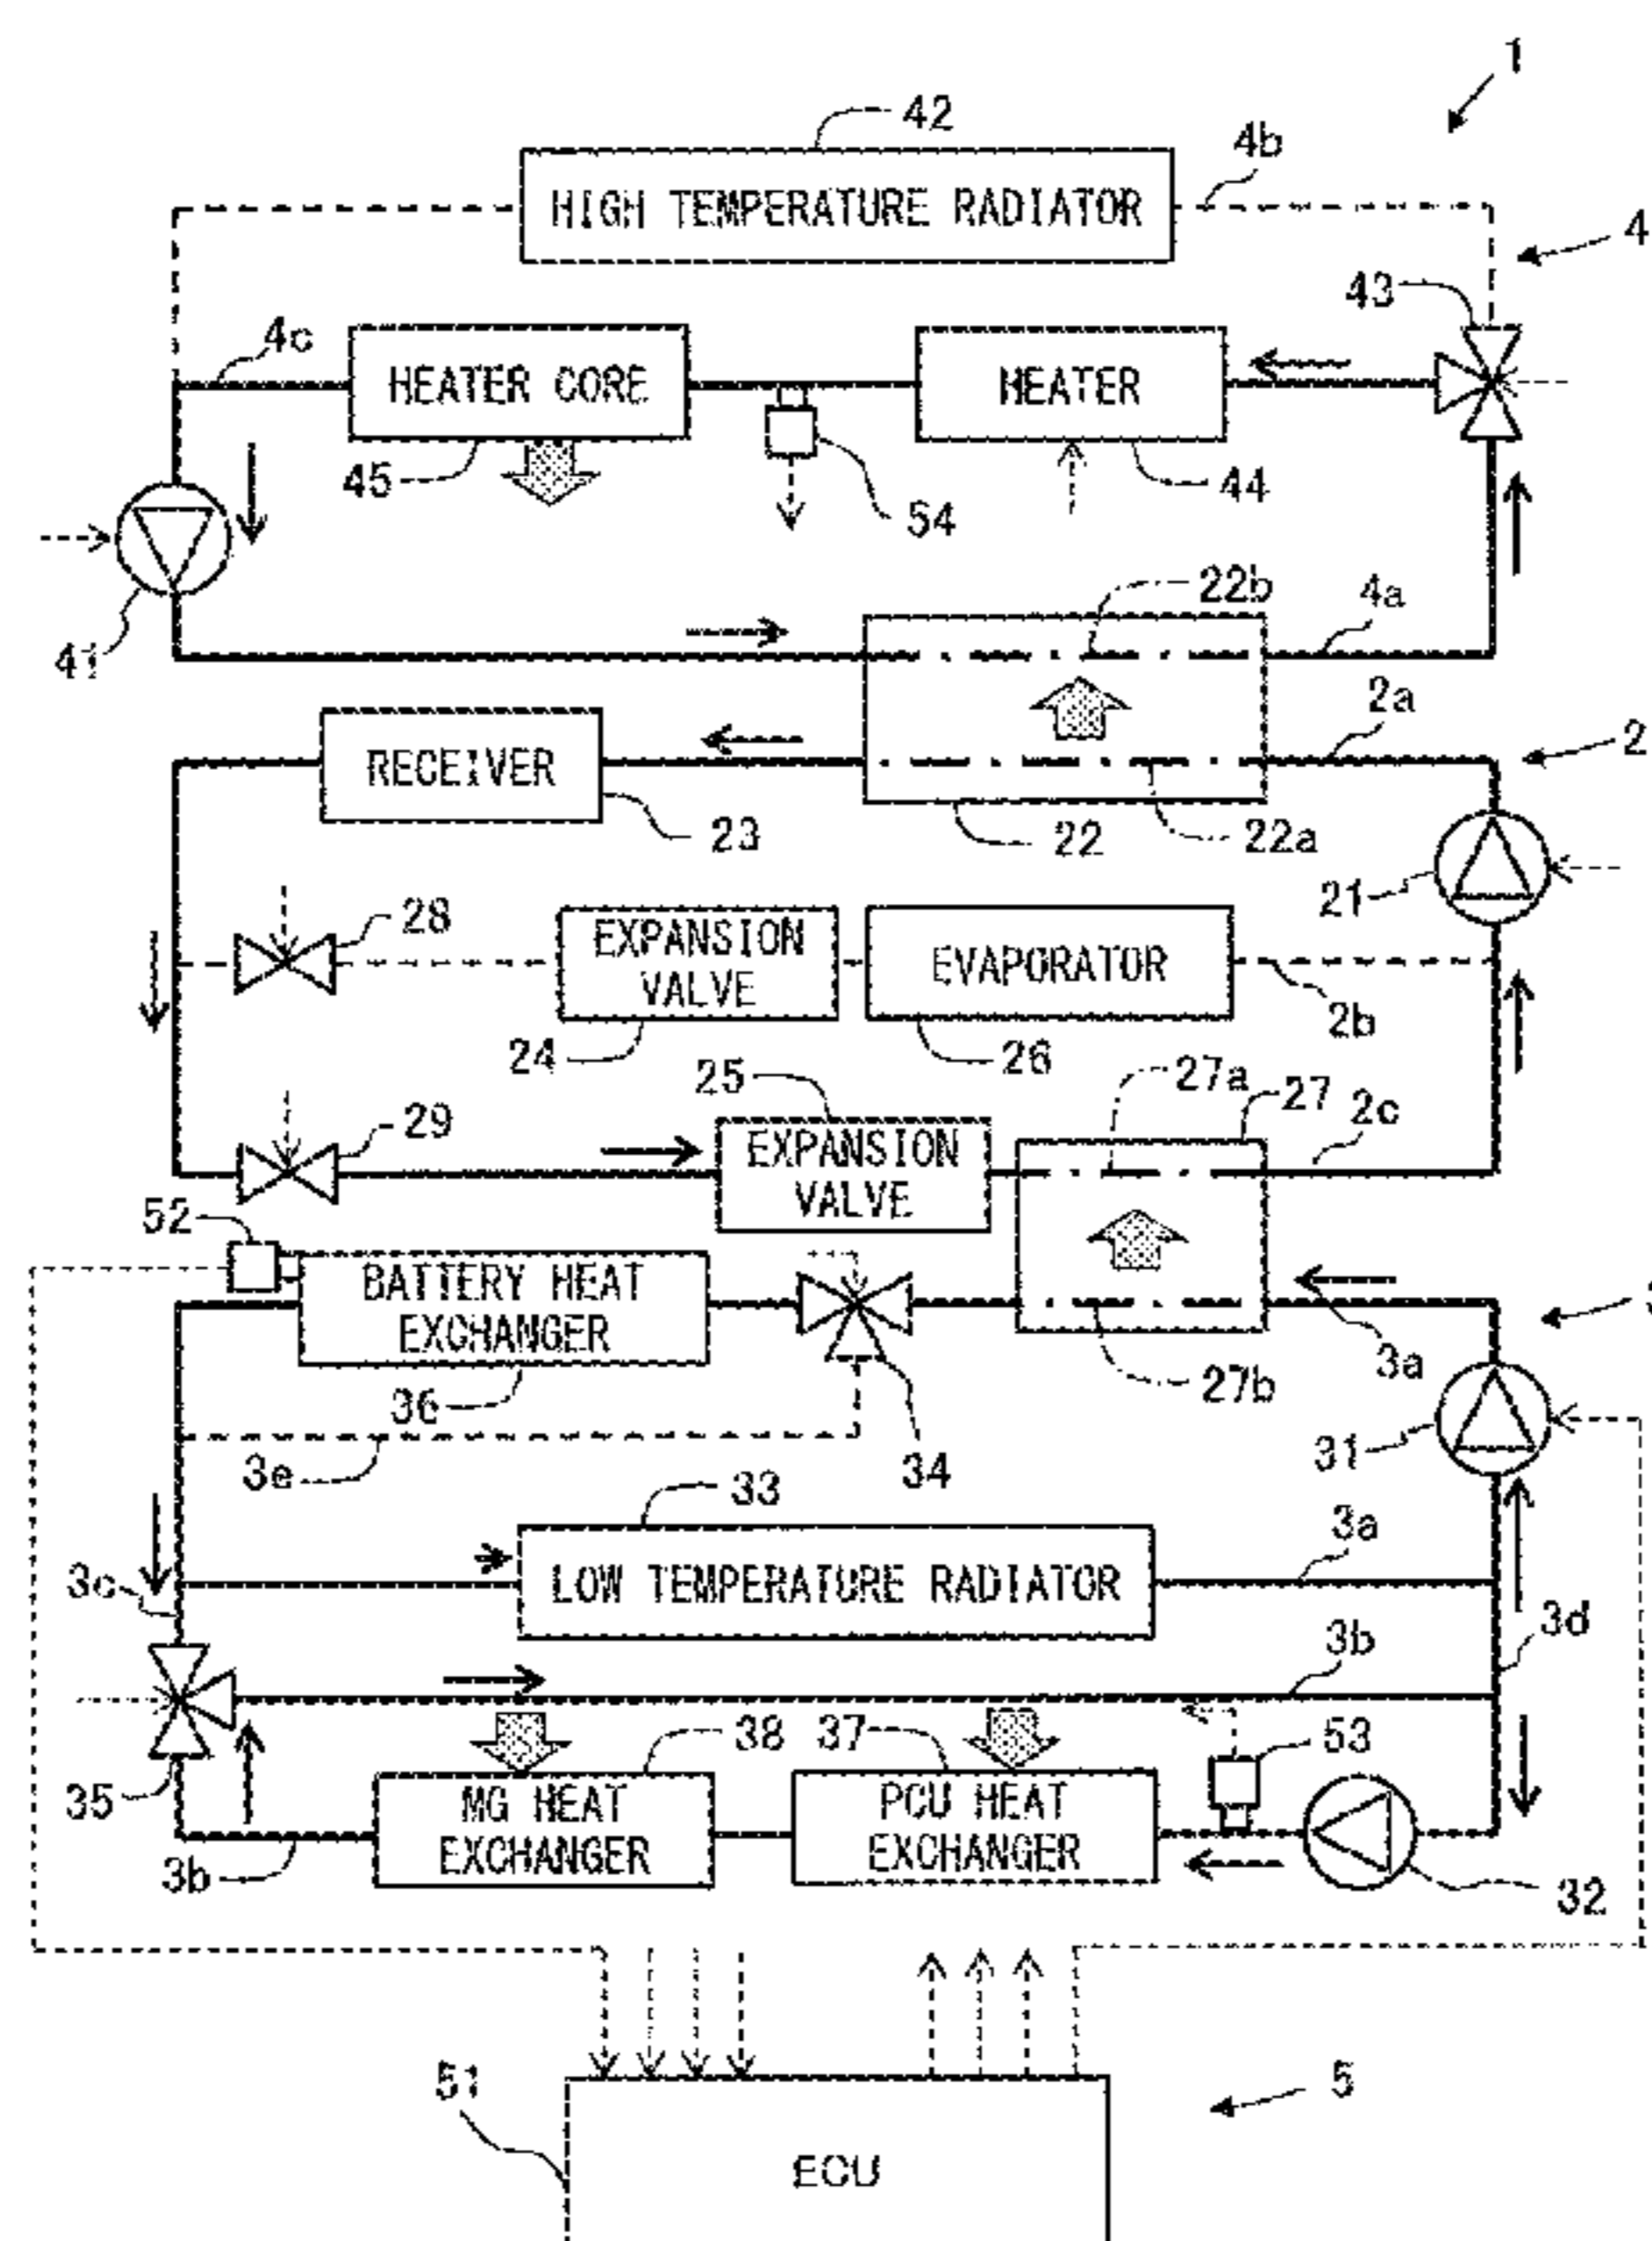 1
42
4b
HIGH TEMPERATURE RADIATOR
4
43
4c
HEATER CORE
HEATER
45
54
44
41
22b
4a
2a
2
RECEIVER
23
22
22a
21
28
EXPANSION
VALVE
EVAPORATOR
24
26
2b
25
27a
27
2c
29
EXPANSION
VALVE
52
BATTERY HEAT
EXCHANGER
3a
36
27b
3e
34
31
33
3a
3c
LOW TEMPERATURE RADIATOR
3d
3b
38
37
53
35
MG HEAT
EXCHANGER
PCU HEAT
EXCHANGER
3b
32
51
5
ECU